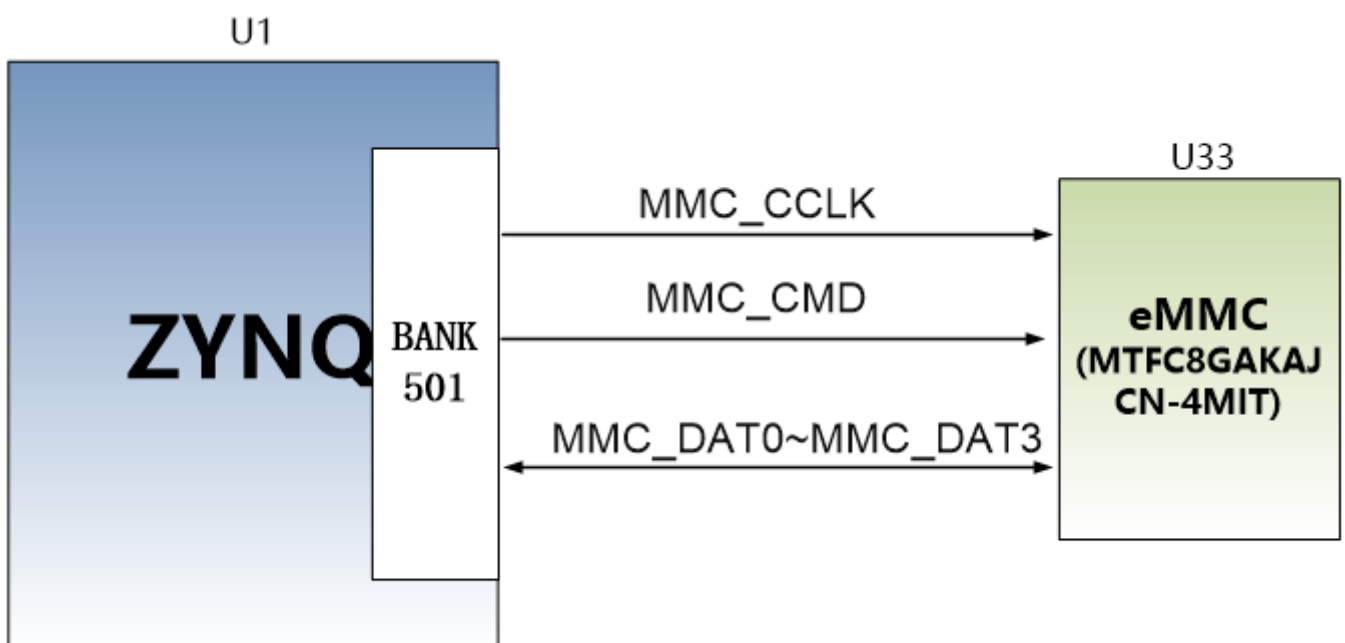 U1
U33
MMC_CCLK
MMC_CMD
ZYNQ
BANK
501
eMMC
(MTFC8GAKAJ
CN-4MIT)
MMC_DAT0~MMC_DAT3